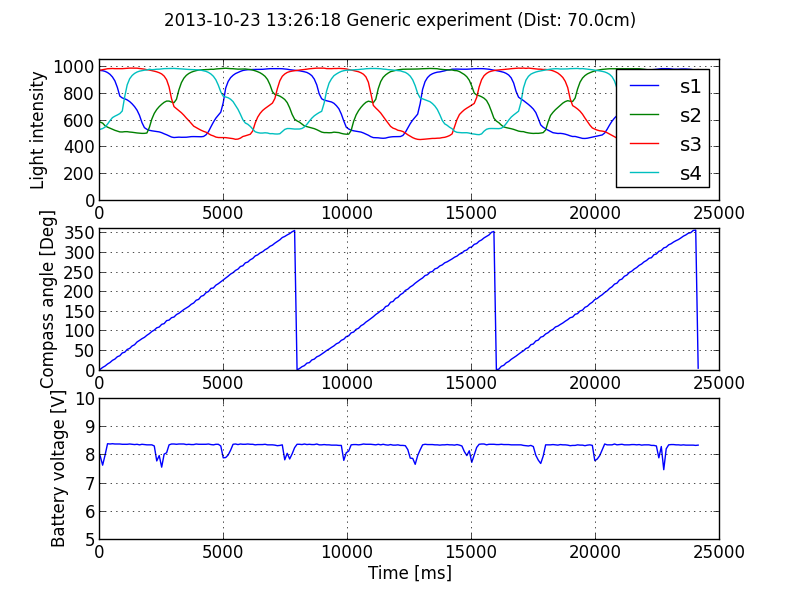 2013-10-23 13:26:18 Generic experiment (Dist: 70.0cm)
Light intensity
1000
800
600
400
200
0
s1
s2
s3
s4
0 5000 10000 15000 20000 25000
Compass angle [Deg]
350
300
250
200
150
100
50
0
0 5000 10000 15000 20000 25000
Battery voltage [V]
10
9
8
7
6
5
0 5000 10000 15000 20000 25000
Time [ms]